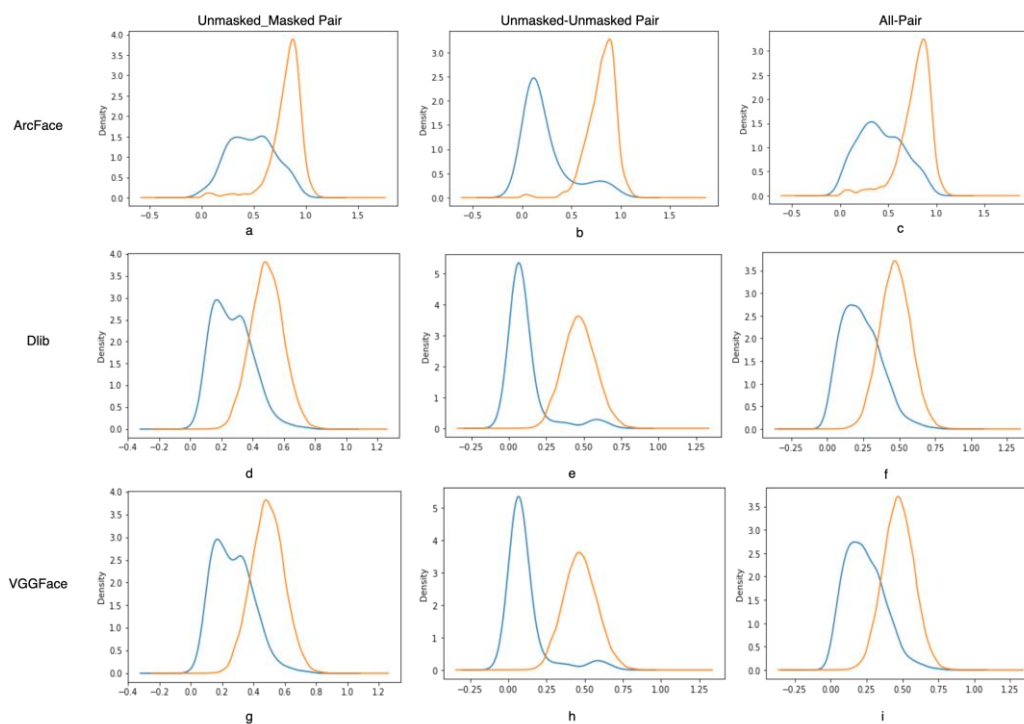 Unmasked_Masked Pair
Unmasked-Unmasked Pair
All-Pair
ArcFace
Density
4.0
3.5
3.0
2.5
2.0
1.5
1.0
0.5
0.0
−0.5 0.0 0.5 1.0 1.5
a
Density
3.0
2.5
2.0
1.5
1.0
0.5
0.0
−0.5 0.0 0.5 1.0 1.5
b
Density
3.0
2.5
2.0
1.5
1.0
0.5
0.0
−0.5 0.0 0.5 1.0 1.5
c
Dlib
Density
4.0
3.5
3.0
2.5
2.0
1.5
1.0
0.5
0.0
−0.4 −0.2 0.0 0.2 0.4 0.6 0.8 1.0 1.2
d
Density
5
4
3
2
1
0
−0.25 0.00 0.25 0.50 0.75 1.00 1.25
e
Density
3.5
3.0
2.5
2.0
1.5
1.0
0.5
0.0
−0.25 0.00 0.25 0.50 0.75 1.00 1.25
f
VGGFace
Density
4.0
3.5
3.0
2.5
2.0
1.5
1.0
0.5
0.0
−0.4 −0.2 0.0 0.2 0.4 0.6 0.8 1.0 1.2
g
Density
5
4
3
2
1
0
−0.25 0.00 0.25 0.50 0.75 1.00 1.25
h
Density
3.5
3.0
2.5
2.0
1.5
1.0
0.5
0.0
−0.25 0.00 0.25 0.50 0.75 1.00 1.25
i